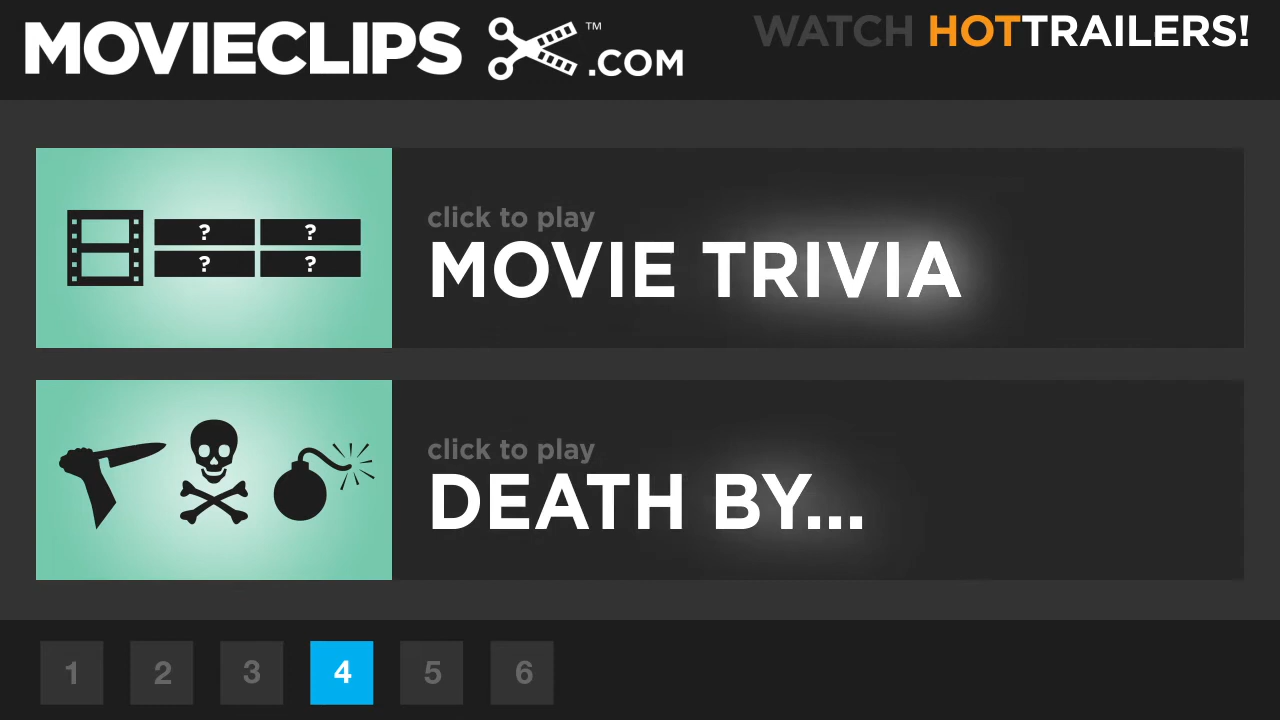 MOVIECLIPS ™ .COM
WATCH HOTTRAILERS!
? ?
? ?
click to play
MOVIE TRIVIA
click to play
DEATH BY...
1 2 3 4 5 6